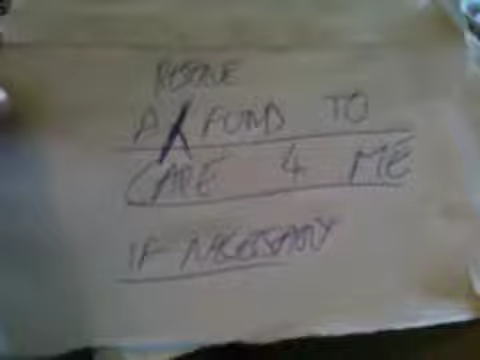 RESERVE
A FUND TO
CARE 4 ME
IF NECESSARY